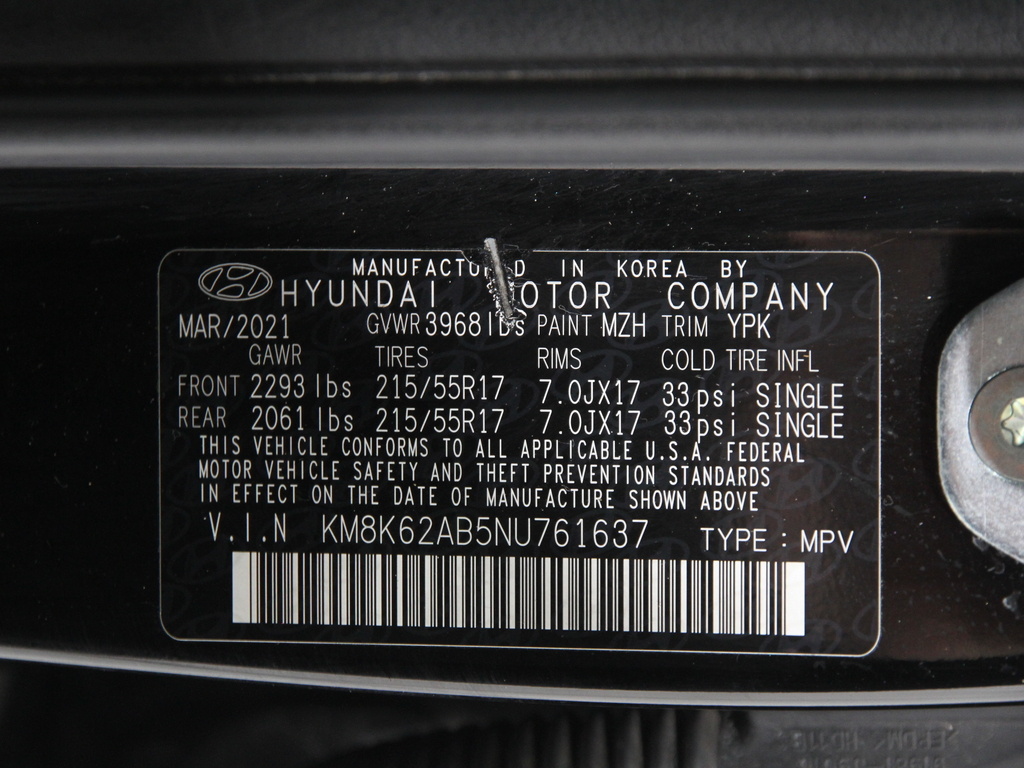 MANUFACTU D IN KOREA BY
HYUNDAI OTOR COMPANY
MAR/2021 GVWR 3968 lbs PAINT MZH TRIM YPK
GAWR TIRES RIMS COLD TIRE INFL
FRONT 2293 lbs 215/55R17 7.0JX17 33psi SINGLE
REAR 2061 lbs 215/55R17 7.0JX17 33psi SINGLE
THIS VEHICLE CONFORMS TO ALL APPLICABLE U.S.A. FEDERAL
MOTOR VEHICLE SAFETY AND THEFT PREVENTION STANDARDS
IN EFFECT ON THE DATE OF MANUFACTURE SHOWN ABOVE
V.I.N KM8K62AB5NU761637 TYPE : MPV